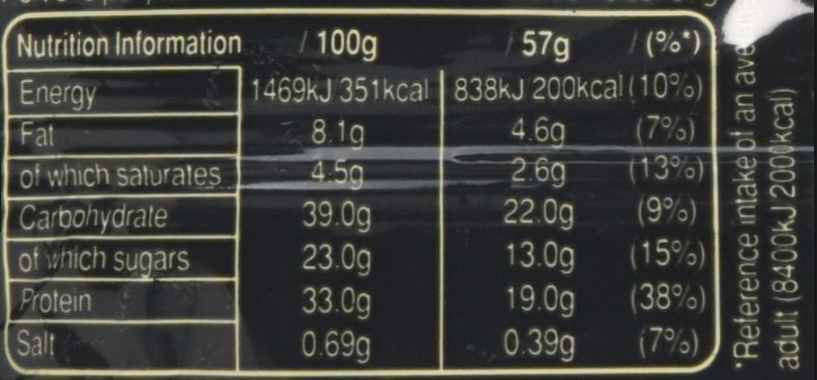 Nutrition Information / 100g / 57g / (%*)
Energy 1469kJ/351kcal 838kJ/200kcal (10%)
Fat 8.1g 4.6g (7%)
of which saturates 4.5g 2.6g (13%)
Carbohydrate 39.0g 22.0g (9%)
of which sugars 23.0g 13.0g (15%)
Protein 33.0g 19.0g (38%)
Salt 0.69g 0.39g (7%)
*Reference intake of an average
adult (8400kJ/2000kcal)